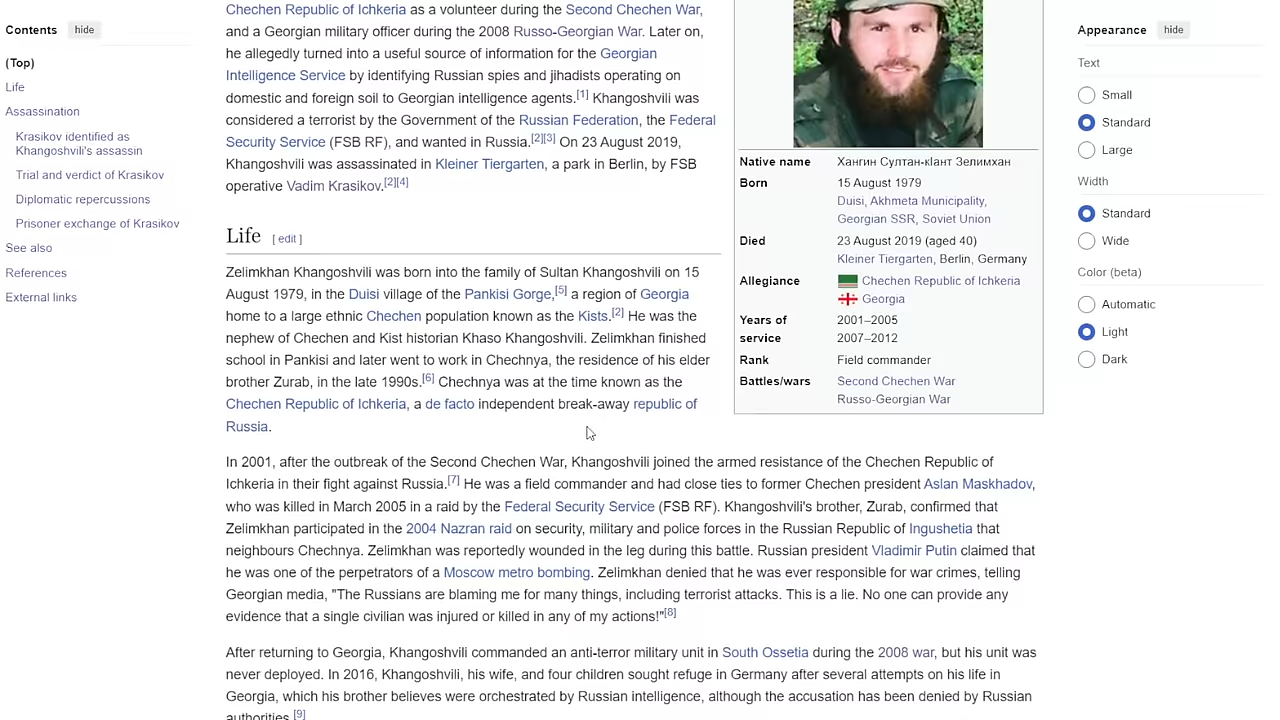 Contents hide
(Top)
Life
Assassination
Krasikov identified as
Khangoshvili's assassin
Trial and verdict of Krasikov
Diplomatic repercussions
Prisoner exchange of Krasikov
See also
References
External links
Chechen Republic of Ichkeria as a volunteer during the Second Chechen War,
and a Georgian military officer during the 2008 Russo-Georgian War. Later on,
he allegedly turned into a useful source of information for the Georgian
Intelligence Service by identifying Russian spies and jihadists operating on
domestic and foreign soil to Georgian intelligence agents.[1] Khangoshvili was
considered a terrorist by the Government of the Russian Federation, the Federal
Security Service (FSB RF), and wanted in Russia.[2][3] On 23 August 2019,
Khangoshvili was assassinated in Kleiner Tiergarten, a park in Berlin, by FSB
operative Vadim Krasikov.[2][4]
Life [ edit ]
Zelimkhan Khangoshvili was born into the family of Sultan Khangoshvili on 15
August 1979, in the Duisi village of the Pankisi Gorge,[5] a region of Georgia
home to a large ethnic Chechen population known as the Kists.[2] He was the
nephew of Chechen and Kist historian Khaso Khangoshvili. Zelimkhan finished
school in Pankisi and later went to work in Chechnya, the residence of his elder
brother Zurab, in the late 1990s.[6] Chechnya was at the time known as the
Chechen Republic of Ichkeria, a de facto independent break-away republic of
Russia.
In 2001, after the outbreak of the Second Chechen War, Khangoshvili joined the armed resistance of the Chechen Republic of
Ichkeria in their fight against Russia.[7] He was a field commander and had close ties to former Chechen president Aslan Maskhadov,
who was killed in March 2005 in a raid by the Federal Security Service (FSB RF). Khangoshvili's brother, Zurab, confirmed that
Zelimkhan participated in the 2004 Nazran raid on security, military and police forces in the Russian Republic of Ingushetia that
neighbours Chechnya. Zelimkhan was reportedly wounded in the leg during this battle. Russian president Vladimir Putin claimed that
he was one of the perpetrators of a Moscow metro bombing. Zelimkhan denied that he was ever responsible for war crimes, telling
Georgian media, "The Russians are blaming me for many things, including terrorist attacks. This is a lie. No one can provide any
evidence that a single civilian was injured or killed in any of my actions!"[8]
After returning to Georgia, Khangoshvili commanded an anti-terror military unit in South Ossetia during the 2008 war, but his unit was
never deployed. In 2016, Khangoshvili, his wife, and four children sought refuge in Germany after several attempts on his life in
Georgia, which his brother believes were orchestrated by Russian intelligence, although the accusation has been denied by Russian
authorities.[9]
Native name Хангин Султан-кӏант Зелимхан
Born 15 August 1979
Duisi, Akhmeta Municipality,
Georgian SSR, Soviet Union
Died 23 August 2019 (aged 40)
Kleiner Tiergarten, Berlin, Germany
Allegiance Chechen Republic of Ichkeria
Georgia
Years of 2001–2005
service 2007–2012
Rank Field commander
Battles/wars Second Chechen War
Russo-Georgian War
Appearance hide
Text
Small
Standard
Large
Width
Standard
Wide
Color (beta)
Automatic
Light
Dark